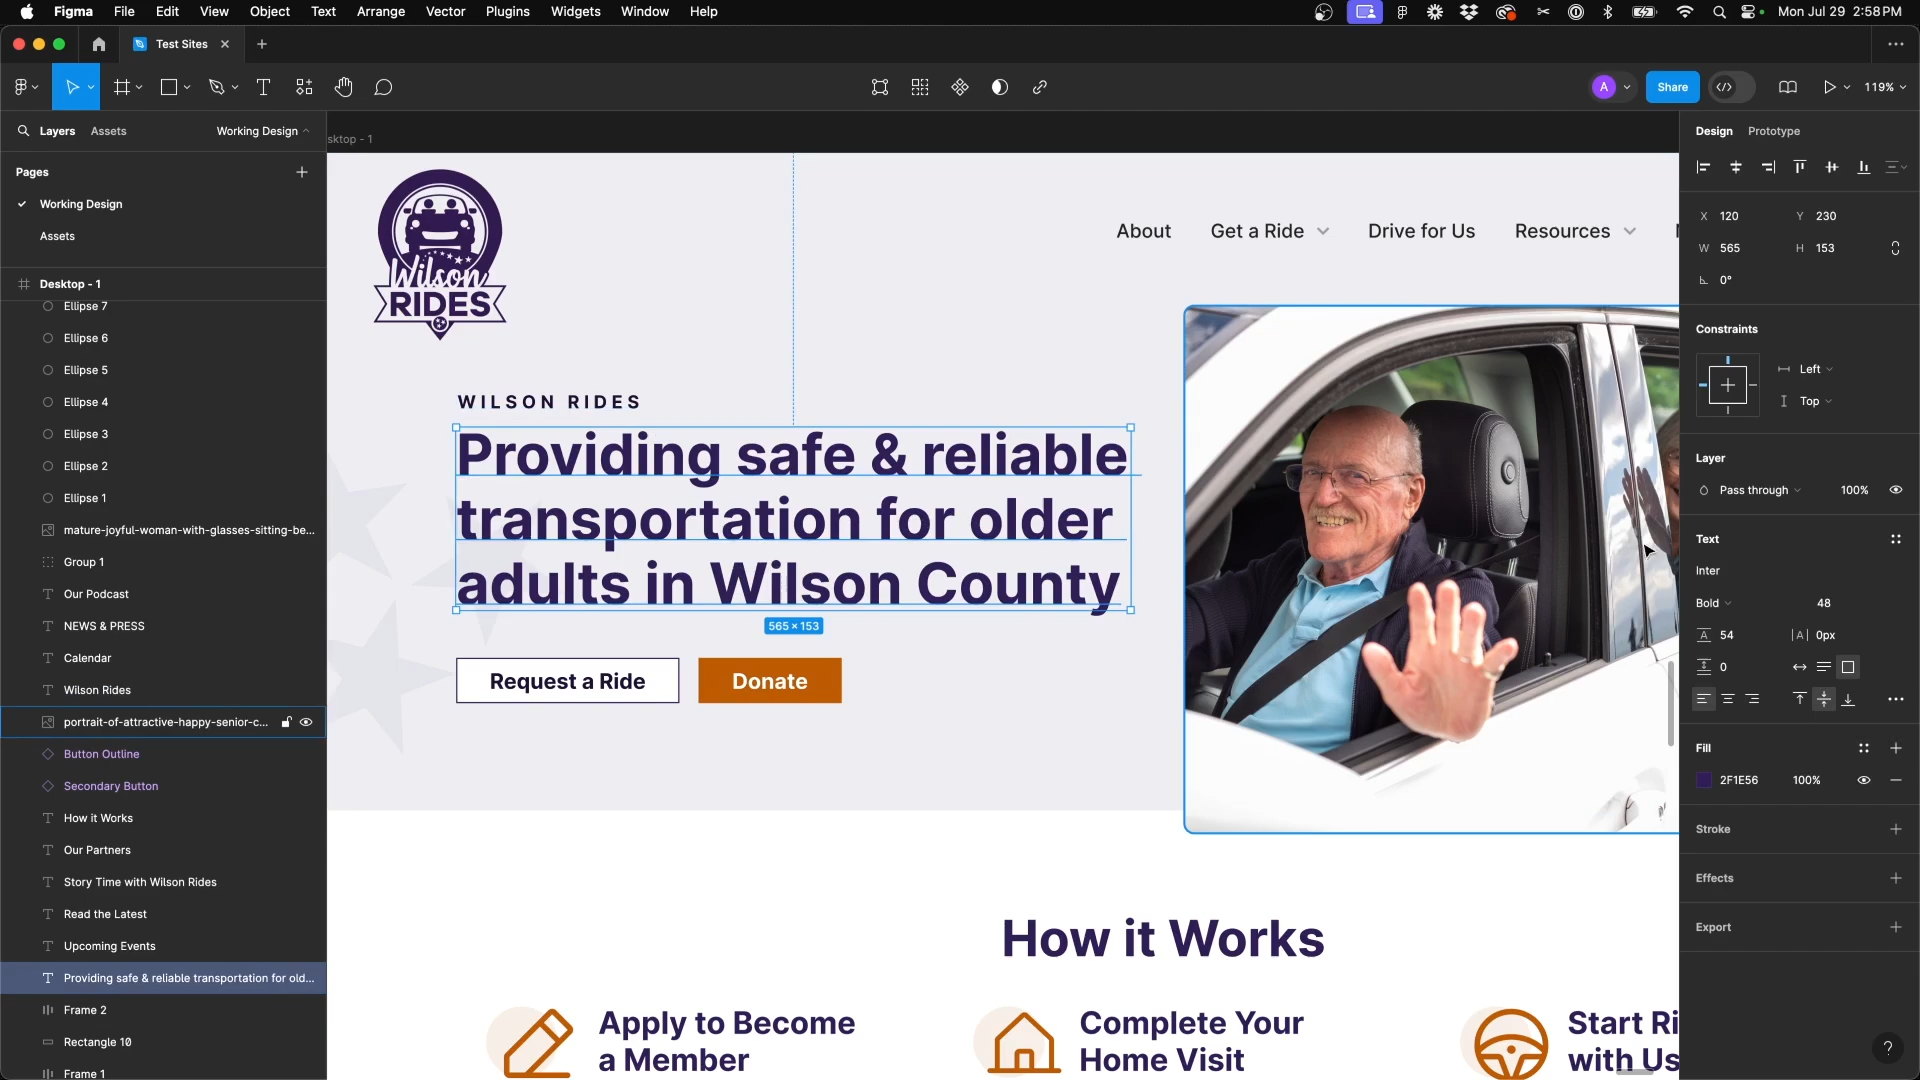 Figma File Edit View Object Text Arrange Vector Plugins Widgets Window Help Mon Jul 29 2:58 PM
Test Sites
A Share 119%
Layers Assets Working Design
Pages
Working Design
Assets
Desktop - 1
Ellipse 7
Ellipse 6
Ellipse 5
Ellipse 4
Ellipse 3
Ellipse 2
Ellipse 1
mature-joyful-woman-with-glasses-sitting-be...
Group 1
Our Podcast
NEWS & PRESS
Calendar
Wilson Rides
portrait-of-attractive-happy-senior-c...
Button Outline
Secondary Button
How it Works
Our Partners
Story Time with Wilson Rides
Read the Latest
Upcoming Events
Providing safe & reliable transportation for old...
Frame 2
Rectangle 10
Frame 1
sktop - 1
Wilson
RIDES
About Get a Ride Drive for Us Resources
WILSON RIDES
Providing safe & reliable
transportation for older
adults in Wilson County
565 × 153
Request a Ride Donate
How it Works
Apply to Become
a Member
Complete Your
Home Visit
Start Ri
with Us
Design Prototype
X 120 Y 230
W 565 H 153
0°
Constraints
Left
Top
Layer
Pass through 100%
Text
Inter
Bold 48
A 54 |A| 0px
0
Fill
2F1E56 100%
Stroke
Effects
Export
?